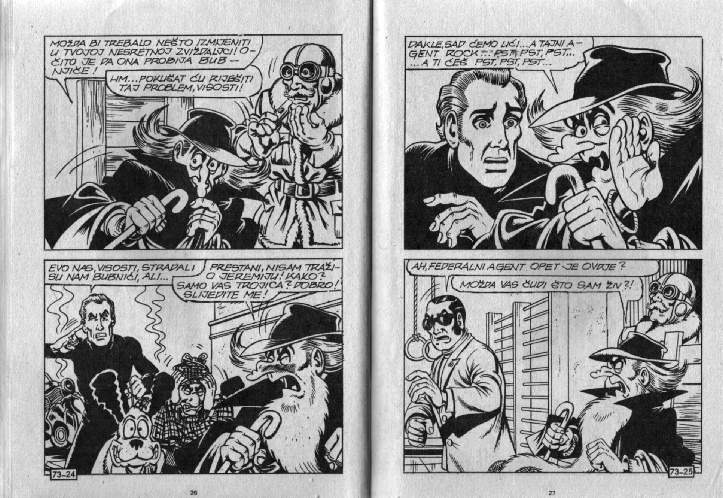 MOŽDA BI TREBALO NEŠTO IZMIJENITI
U TVOJOJ NESRETNOJ ZVIŽDALJCI! O-
ČITO JE DA ONA PROBIJA BUB-
NJIĆE!
HM... POKUŠAT ĆU RIJEŠITI
TAJ PROBLEM, VISOSTI!
EVO NAS, VISOSTI, STRADALI
SU NAM BUBNIĆI, ALI...
PRESTANI, NISAM TRAŽI-
O JEREMIJU! KAKO?
SAMO VAS TROJICA? DOBRO!
SLIJEDITE ME!
73-24
26
DAKLE, SAD ĆEMO IĆI... A TAJNI A-
GENT ROCK... PST, PST, PST...
... A TI ĆEŠ PST, PST, PST...
AH, FEDERALNI AGENT OPET JE OVDJE?
MOŽDA VAS ČUDI ŠTO SAM ŽIV?!
73-25
27